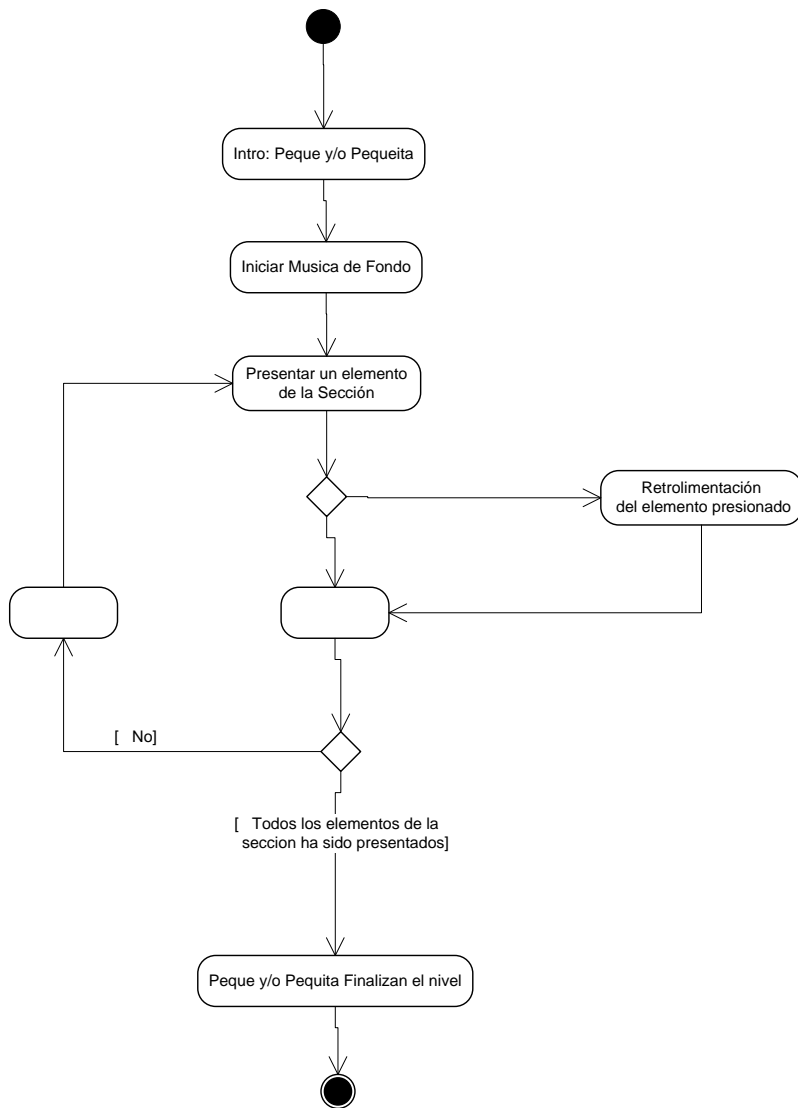 Intro: Peque y/o Pequeita
Iniciar Musica de Fondo
Presentar un elemento
de la Sección
Retrolimentación
del elemento presionado
[   No]
[   Todos los elementos de la
seccion ha sido presentados]
Peque y/o Pequita Finalizan el nivel